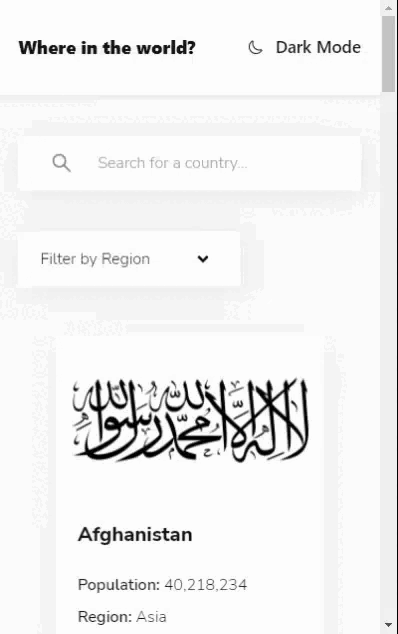 Where in the world?
Dark Mode
Search for a country...
Filter by Region
لا إله إلا الله محمد رسول الله
Afghanistan
Population: 40,218,234
Region: Asia